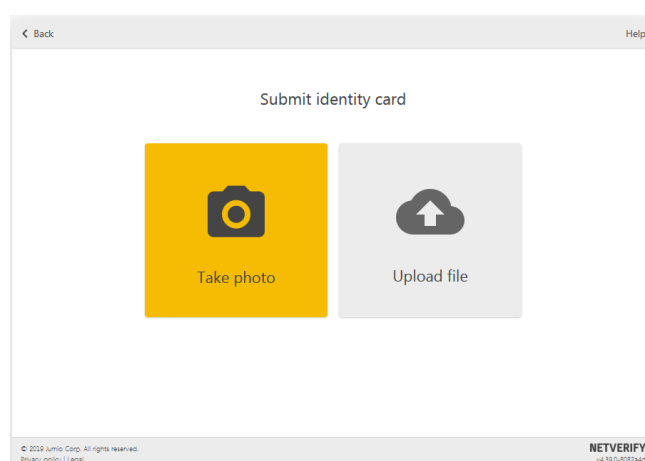 Back
Help
Submit identity card
Take photo
Upload file
© 2019 Jumio Corp. All rights reserved.
Privacy policy | Legal
NETVERIFY